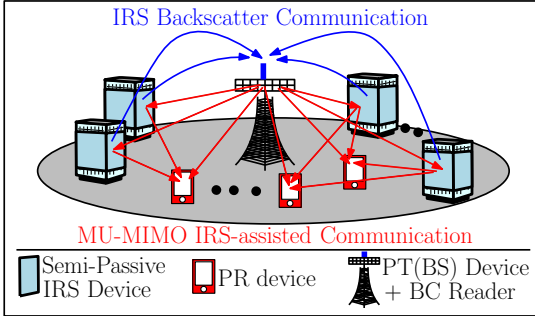 IRS Backscatter Communication
MU-MIMO IRS-assisted Communication
Semi-Passive
IRS Device
PR device
PT(BS) Device
+ BC Reader